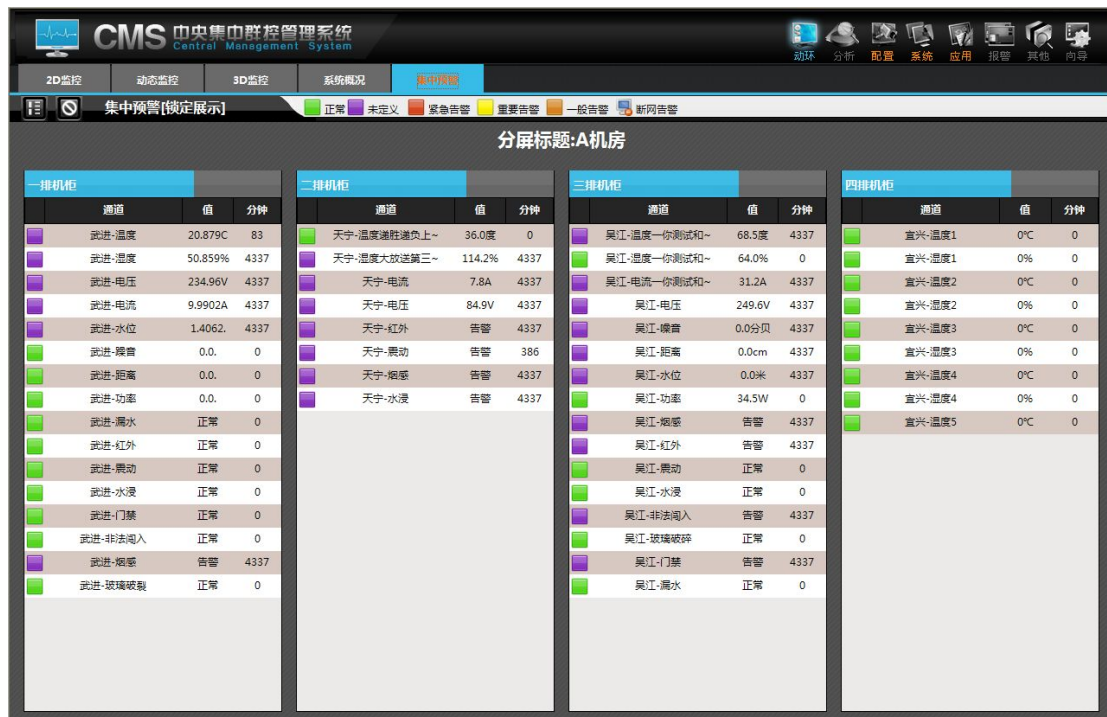 CMS 中央集中群控管理系统
Central Management System
动环 分析 配置 系统 应用 报警 其他 向导
2D监控 动态监控 3D监控 系统概况 集中预警
集中预警[锁定展示] 正常 未定义 紧急告警 重要告警 一般告警 断网告警
分屏标题:A机房
一排机柜
通道 值 分钟
武进-温度 20.879C 83
武进-湿度 50.859% 4337
武进-电压 234.96V 4337
武进-电流 9.9902A 4337
武进-水位 1.4062. 4337
武进-躁音 0.0. 0
武进-距离 0.0. 0
武进-功率 0.0. 0
武进-漏水 正常 0
武进-红外 正常 0
武进-震动 正常 0
武进-水浸 正常 0
武进-门禁 正常 0
武进-非法闯入 正常 0
武进-烟感 告警 4337
武进-玻璃破裂 正常 0
二排机柜
通道 值 分钟
天宁-温度递胜递负上~ 36.0度 0
天宁-湿度大放送第三~ 114.2% 4337
天宁-电流 7.8A 4337
天宁-电压 84.9V 4337
天宁-红外 告警 4337
天宁-震动 告警 386
天宁-烟感 告警 4337
天宁-水浸 告警 4337
三排机柜
通道 值 分钟
吴江-温度一你测试和~ 68.5度 4337
吴江-湿度一你测试和~ 64.0% 0
吴江-电流一你测试和~ 31.2A 4337
吴江-电压 249.6V 4337
吴江-噪音 0.0分贝 4337
吴江-距离 0.0cm 4337
吴江-水位 0.0米 4337
吴江-功率 34.5W 0
吴江-烟感 告警 4337
吴江-红外 告警 4337
吴江-震动 正常 0
吴江-水浸 正常 0
吴江-非法闯入 告警 4337
吴江-玻璃破碎 正常 0
吴江-门禁 告警 4337
吴江-漏水 正常 0
四排机柜
通道 值 分钟
宜兴-温度1 0℃ 0
宜兴-湿度1 0% 0
宜兴-温度2 0℃ 0
宜兴-湿度2 0% 0
宜兴-温度3 0℃ 0
宜兴-湿度3 0% 0
宜兴-温度4 0℃ 0
宜兴-湿度4 0% 0
宜兴-温度5 0℃ 0